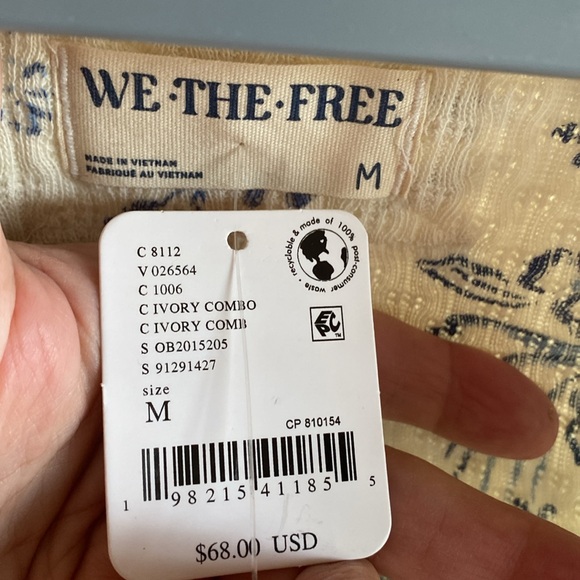 WE·THE·FREE
MADE IN VIETNAM
FABRIQUÉ AU VIETNAM
M
C 8112
V 026564
C 1006
C IVORY COMBO
C IVORY COMB
S OB2015205
S 91291427
size
M
recyclable & made of 100% post-consumer waste
EPC™
CP 810154
1 98215 41185 5
$68.00 USD